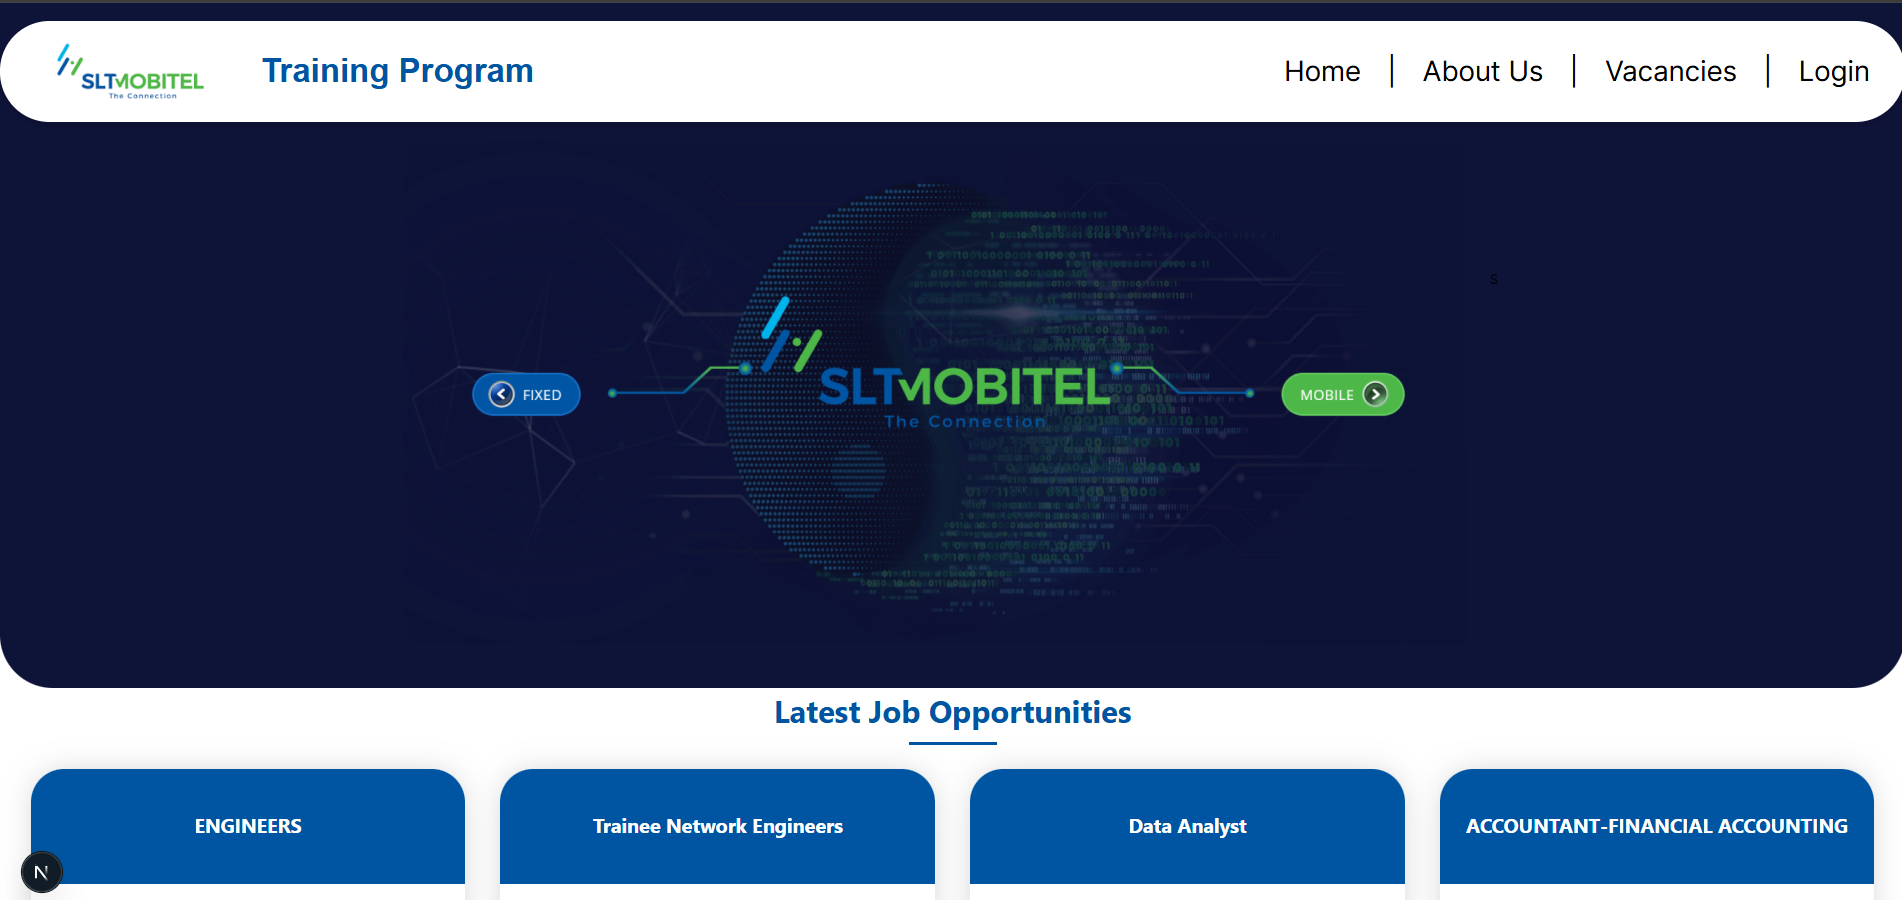 SLTMOBITEL
The Connection
Training Program
Home | About Us | Vacancies | Login
s
FIXED
SLTMOBITEL
The Connection
MOBILE
Latest Job Opportunities
ENGINEERS
Trainee Network Engineers
Data Analyst
ACCOUNTANT-FINANCIAL ACCOUNTING
N